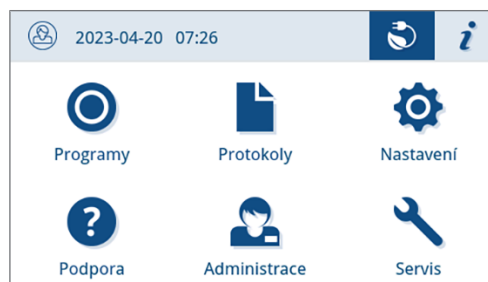 2023-04-20 07:26 i
Programy Protokoly Nastavení
?
Podpora Administrace Servis